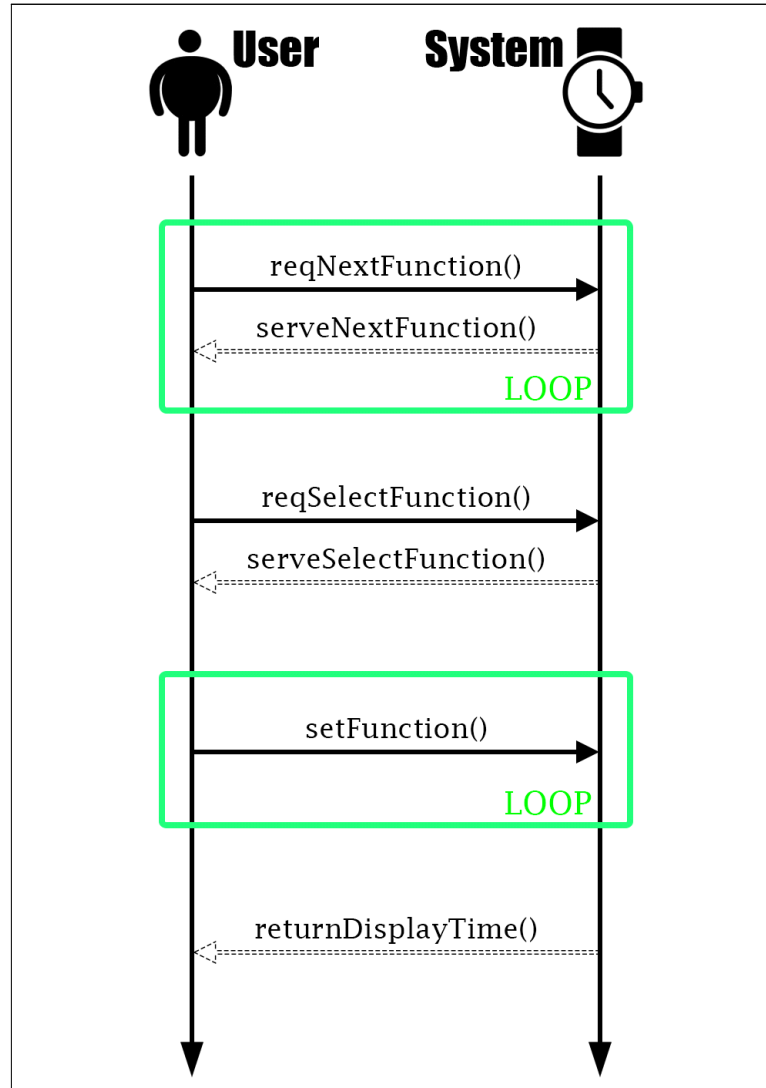 User
System
reqNextFunction()
serveNextFunction()
LOOP
reqSelectFunction()
serveSelectFunction()
setFunction()
LOOP
returnDisplayTime()